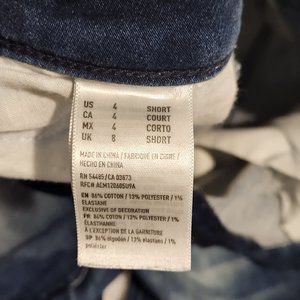 US 4 SHORT
CA 4 COURT
MX 4 CORTO
UK 8 SHORT
MADE IN CHINA / FABRIQUÉ EN CHINE /
HECHO EN CHINA
RN 54485/CA 03673
EN 86% COTTON / 13% POLYESTER / 1%
ELASTANE
EXCLUSIVE OF DECORATION
FR 86% COTON / 13% POLYESTER / 1%
ÉLASTHANNE
À L'EXCEPTION DE LA GARNITURE
SP 86% algodón / 13% elastano / 1%